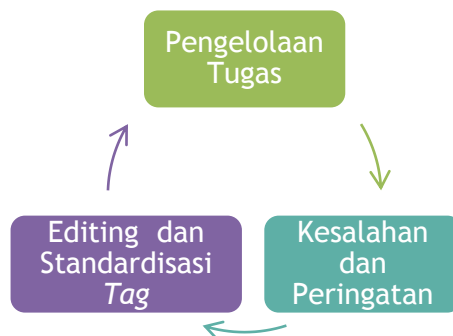 Pengelolaan
Tugas
Kesalahan
dan
Peringatan
Editing dan
Standardisasi
Tag